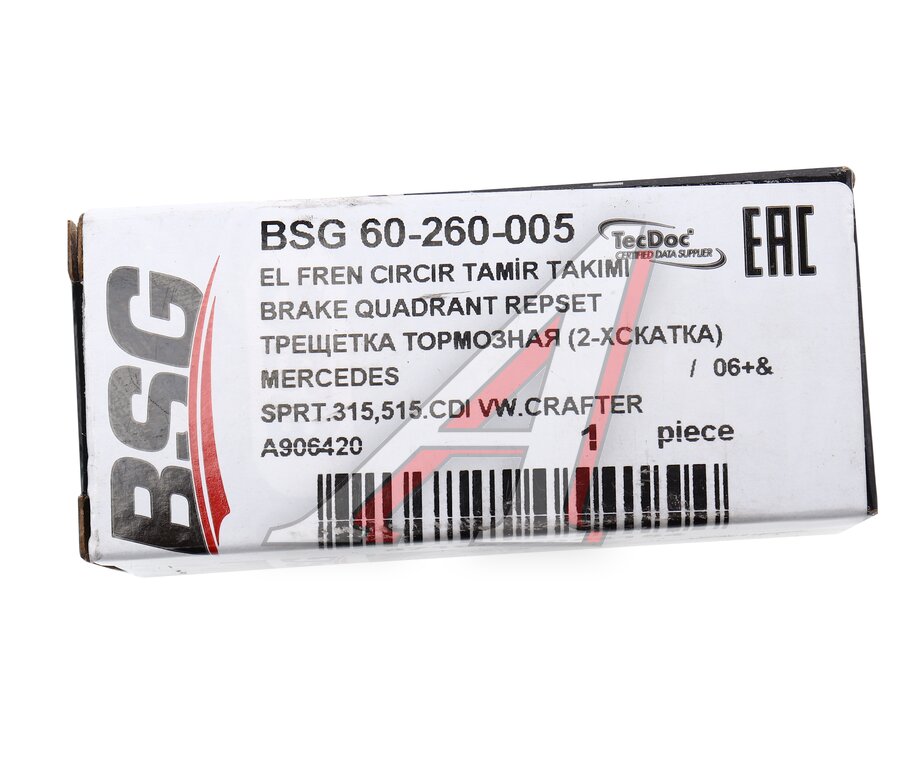 BSG
BSG 60-260-005
TecDoc®
CERTIFIED DATA SUPPLIER
EAC
EL FREN CIRCIR TAMİR TAKIMI
BRAKE QUADRANT REPSET
ТРЕЩЕТКА ТОРМОЗНАЯ (2-ХСКАТКА)
MERCEDES / 06+&
SPRT.315,515.CDI VW.CRAFTER
A906420 1 piece